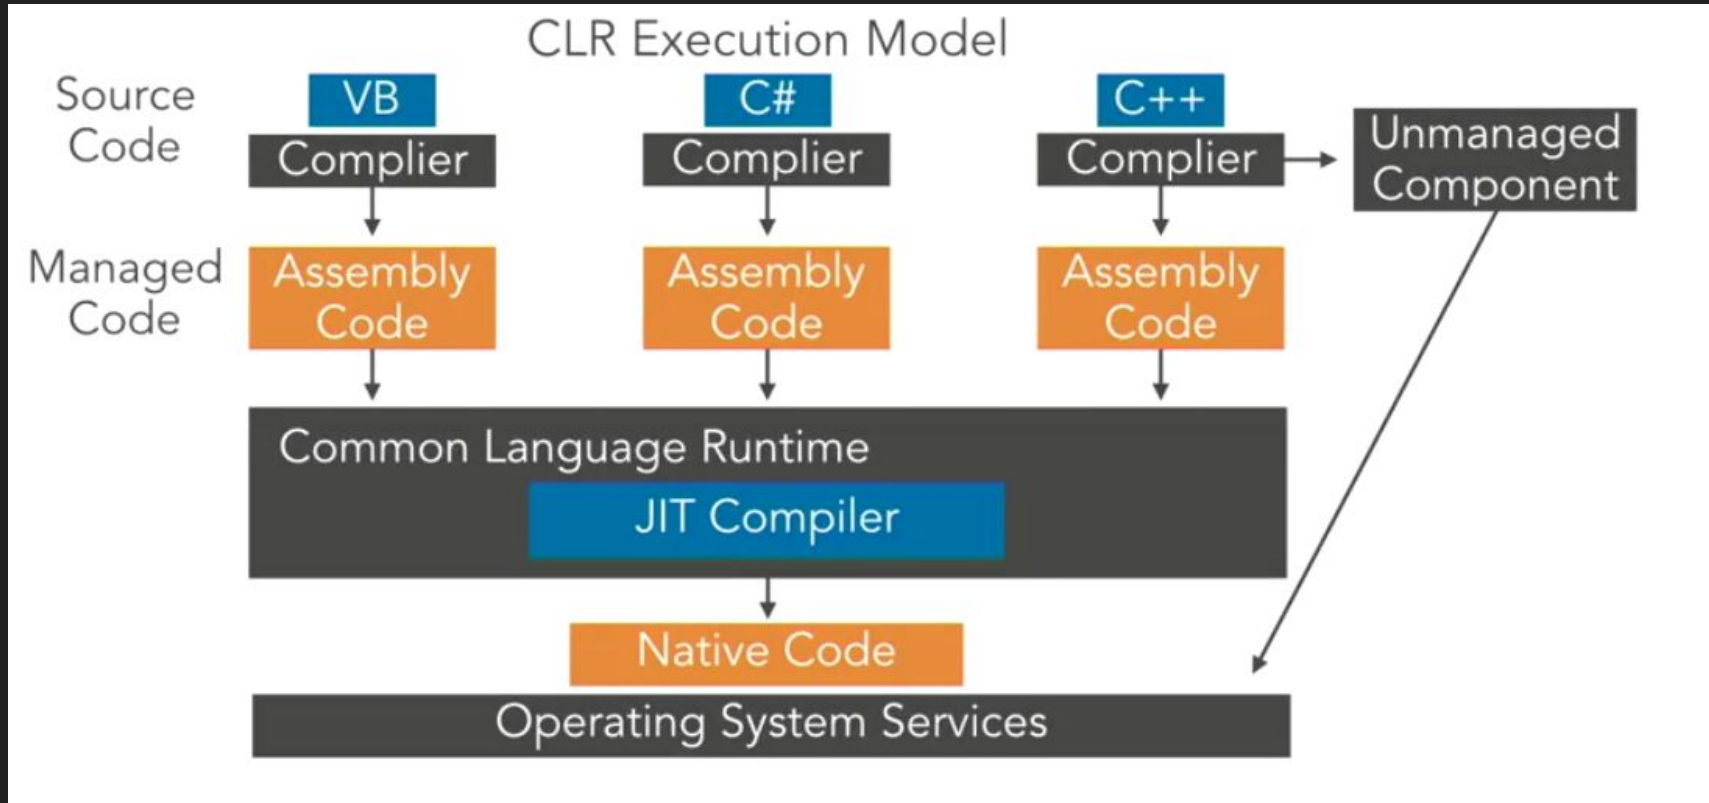 CLR Execution Model
Source
Code
VB
C#
C++
Complier
Complier
Complier
Unmanaged
Component
Managed
Code
Assembly
Code
Assembly
Code
Assembly
Code
Common Language Runtime
JIT Compiler
Native Code
Operating System Services